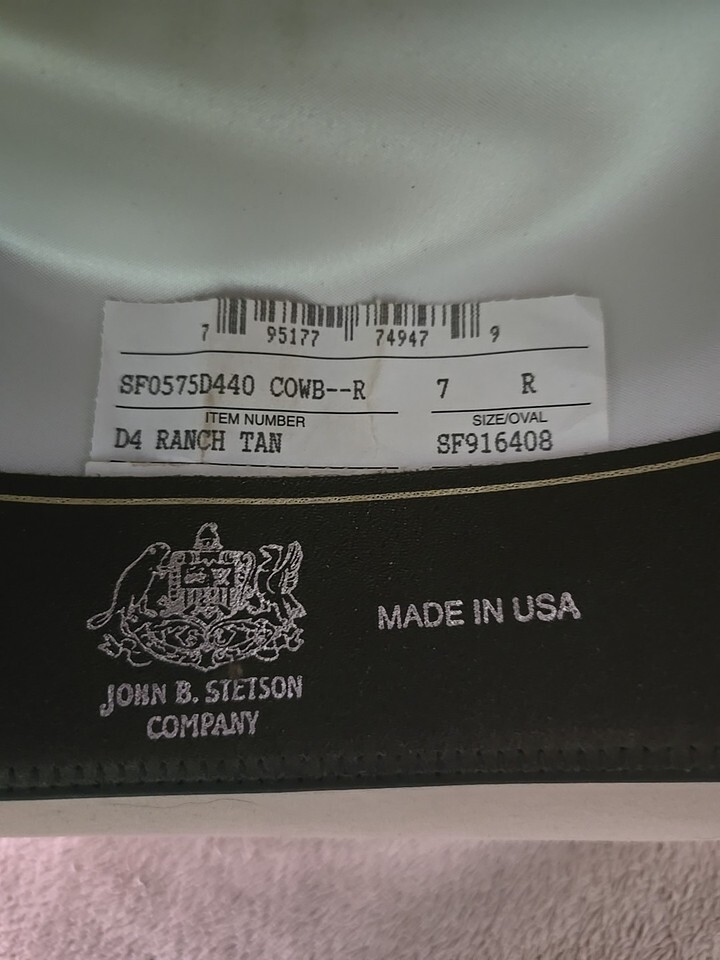 7 95177 74947 9
SF0575D440 COWB--R 7 R
ITEM NUMBER SIZE/OVAL
D4 RANCH TAN SF916408
MADE IN USA
JOHN B. STETSON
COMPANY